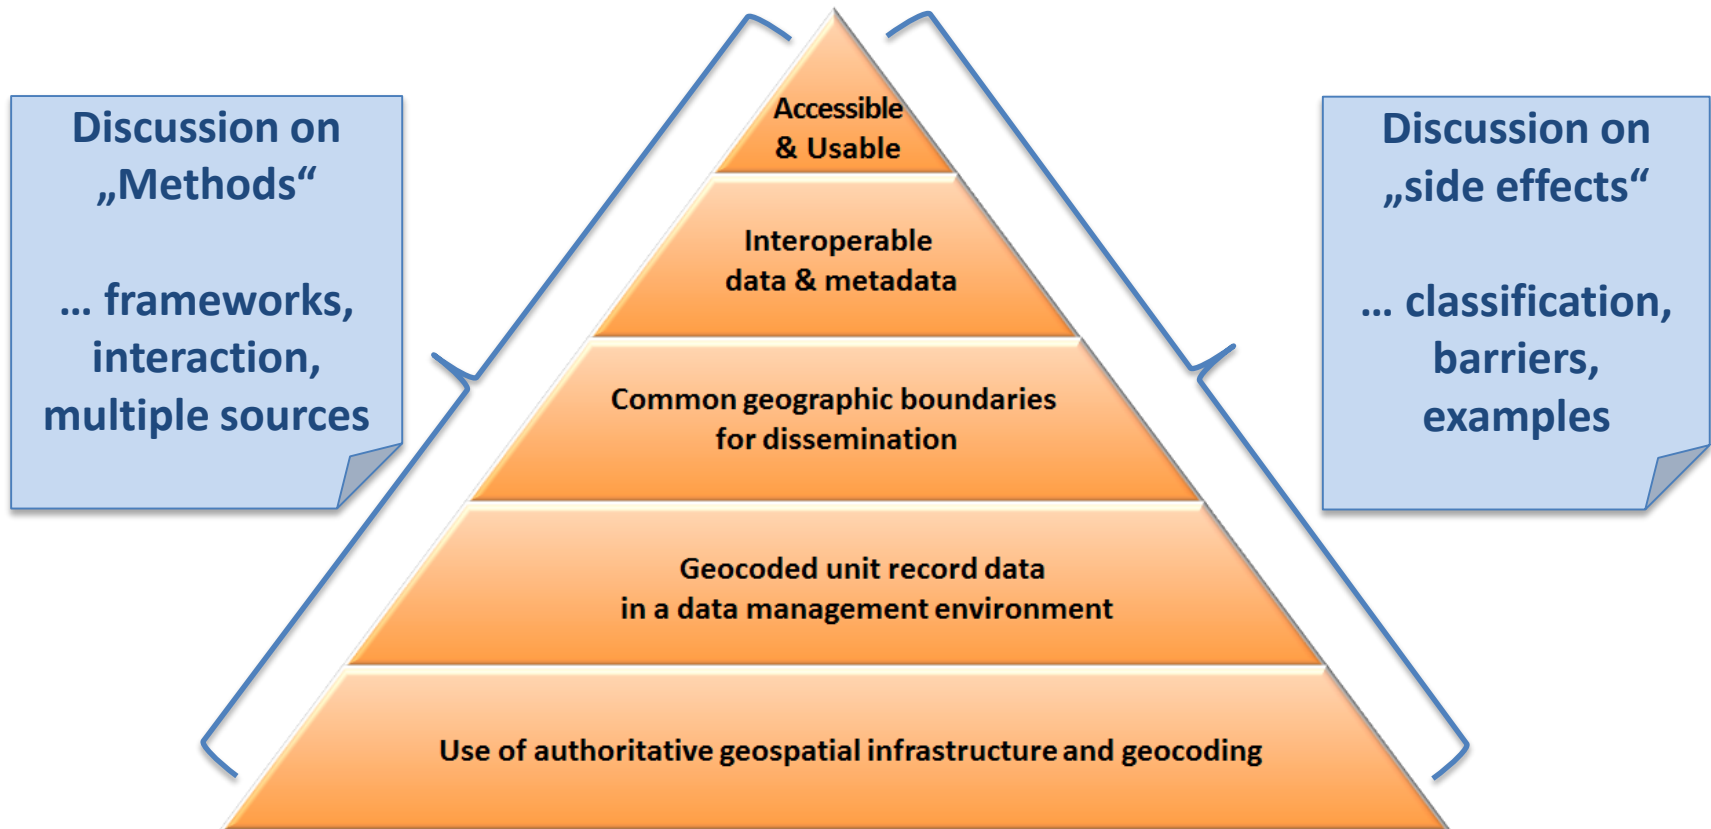 Discussion on
„Methods“
... frameworks,
interaction,
multiple sources
Accessible
& Usable
Interoperable
data & metadata
Common geographic boundaries
for dissemination
Geocoded unit record data
in a data management environment
Use of authoritative geospatial infrastructure and geocoding
Discussion on
„side effects“
... classification,
barriers,
examples